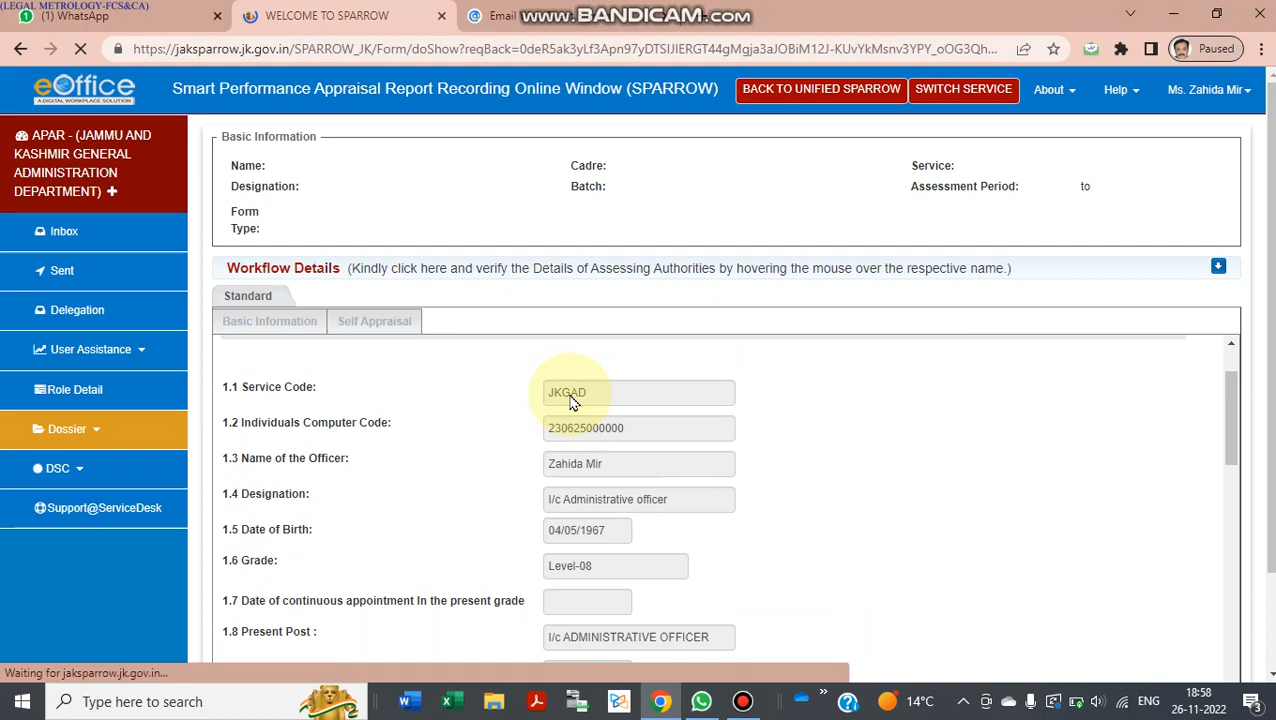 (LEGAL METROLOGY-FCS&CA)
(1) WhatsApp
WELCOME TO SPARROW
Email
www.BANDICAM.com
https://jaksparrow.jk.gov.in/SPARROW_JK/Form/doShow?reqBack=0deR5ak3yLf3Apn97yDTSIJIERGT44gMgja3aJOBiM12J-KUvYkMsnv3YPY_oOG3Qh...
Paused
eOffice
A DIGITAL WORKPLACE SOLUTION
Smart Performance Appraisal Report Recording Online Window (SPARROW)
BACK TO UNIFIED SPARROW
SWITCH SERVICE
About
Help
Ms. Zahida Mir
APAR - (JAMMU AND
KASHMIR GENERAL
ADMINISTRATION
DEPARTMENT)
Inbox
Sent
Delegation
User Assistance
Role Detail
Dossier
DSC
Support@ServiceDesk
Basic Information
Name:
Cadre:
Service:
Designation:
Batch:
Assessment Period:
to
Form
Type:
Workflow Details (Kindly click here and verify the Details of Assessing Authorities by hovering the mouse over the respective name.)
Standard
Basic Information
Self Appraisal
1.1 Service Code:
JKGAD
1.2 Individuals Computer Code:
230625000000
1.3 Name of the Officer:
Zahida Mir
1.4 Designation:
I/c Administrative officer
1.5 Date of Birth:
04/05/1967
1.6 Grade:
Level-08
1.7 Date of continuous appointment In the present grade
1.8 Present Post :
I/c ADMINISTRATIVE OFFICER
Waiting for jaksparrow.jk.gov.in...
Type here to search
14°C
ENG
18:58
26-11-2022
3